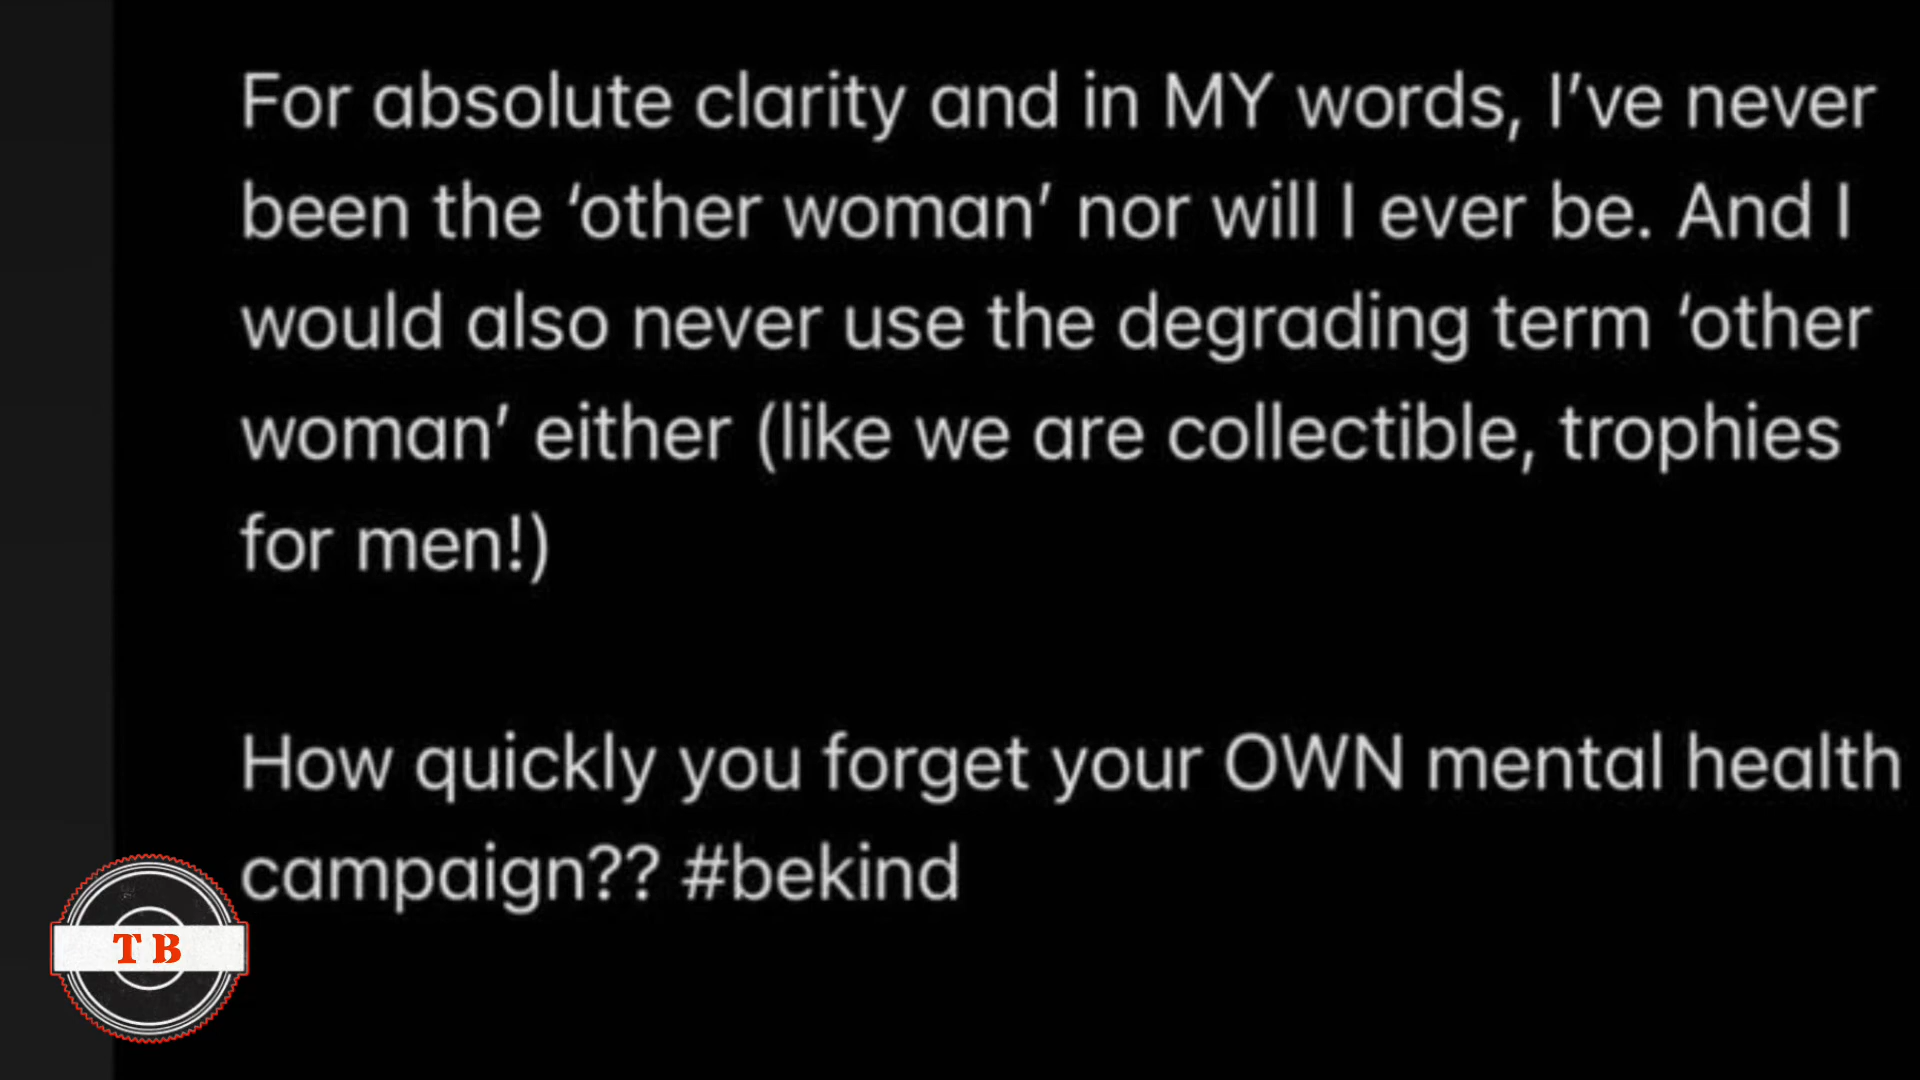 For absolute clarity and in MY words, I’ve never
been the ‘other woman’ nor will I ever be. And I
would also never use the degrading term ‘other
woman’ either (like we are collectible, trophies
for men!)
How quickly you forget your OWN mental health
campaign?? #bekind
T B